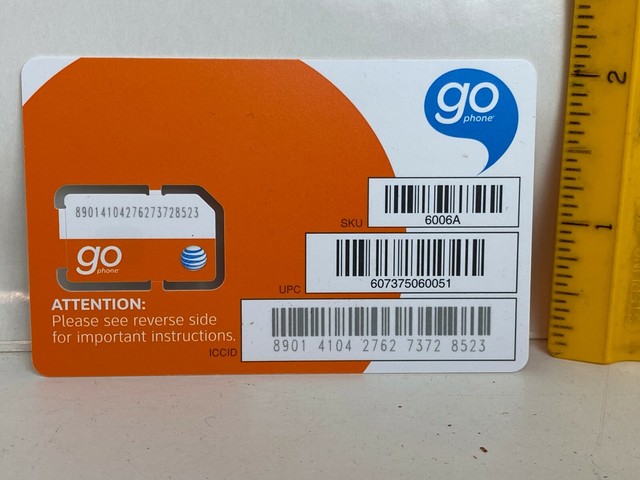 go
phone
SKU
6006A
89014104276273728523
go
phone
UPC
607375060051
ATTENTION:
Please see reverse side
for important instructions.
ICCID
8901 4104 2762 7372 8523
2
1